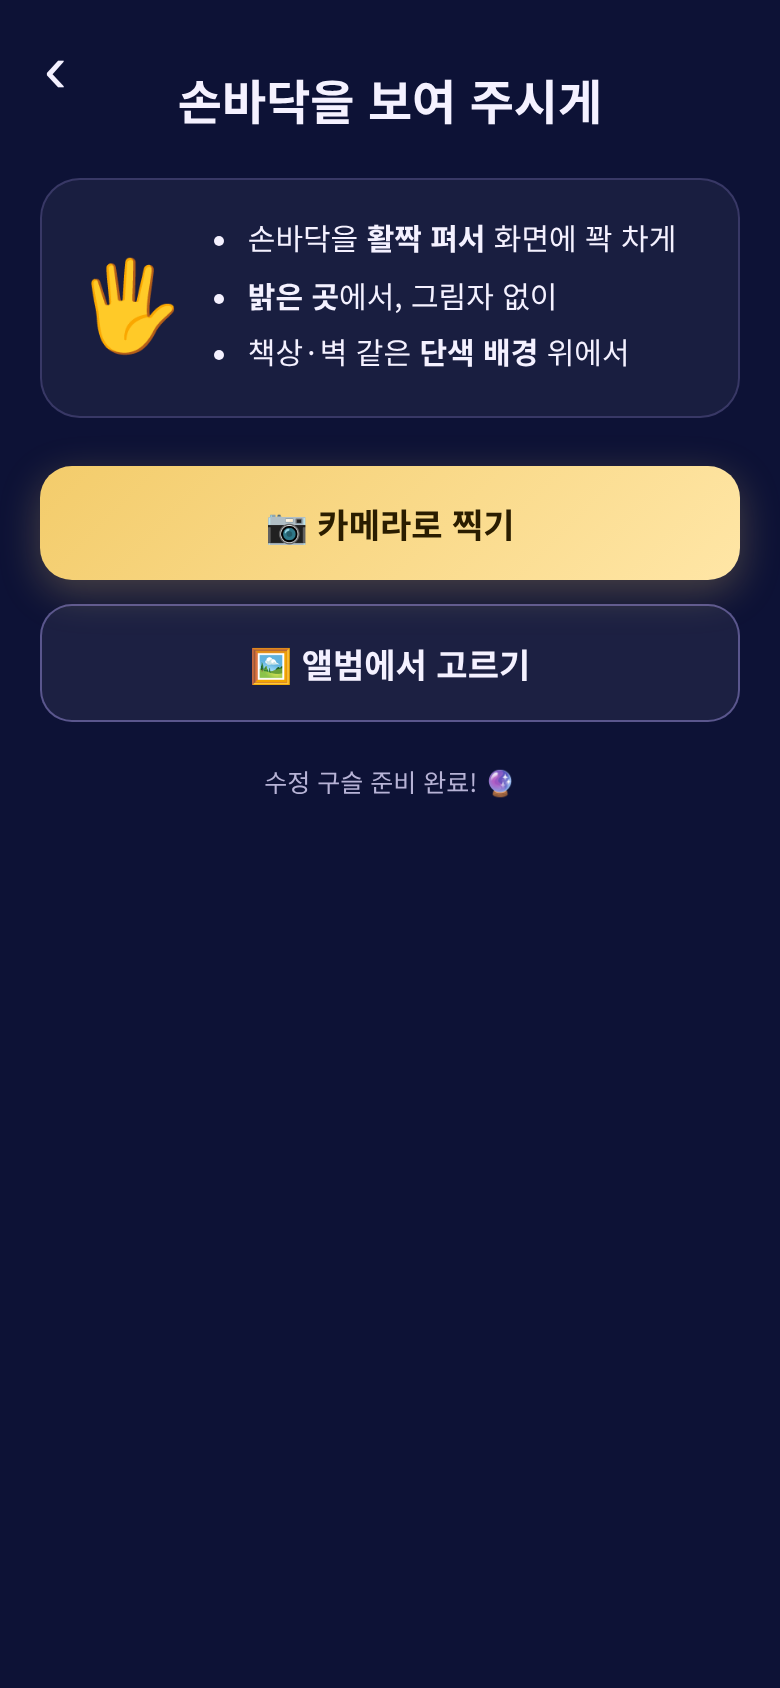 손바닥을 보여 주시게
손바닥을 활짝 펴서 화면에 꽉 차게
밝은 곳에서, 그림자 없이
책상·벽 같은 단색 배경 위에서
📷 카메라로 찍기
🖼️ 앨범에서 고르기
수정 구슬 준비 완료! 🔮